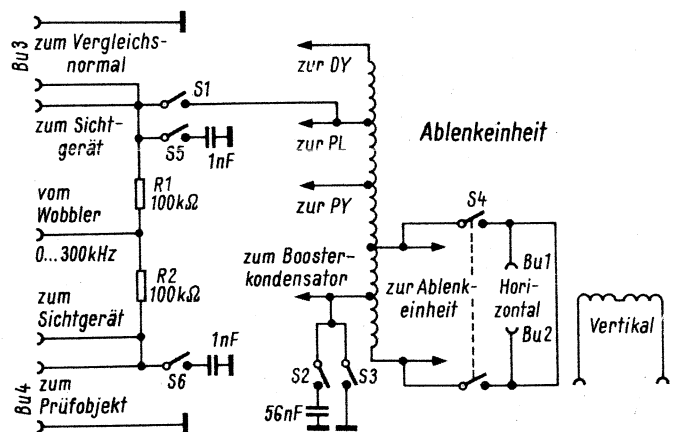 Bu3
zum Vergleichs-
normal
zum Sicht-
gerät
S1
S5
1nF
R1
100kΩ
vom
Wobbler
0...300kHz
R2
100kΩ
zum
Sichtgerät
1nF
S6
Bu4
zum
Prüfobjekt
zur DY
zur PL
zur PY
zum Booster-
kondensator
S2
S3
56nF
Ablenkeinheit
S4
zur Ablenk-
einheit
Bu1
Hori-
zontal
Bu2
Vertikal